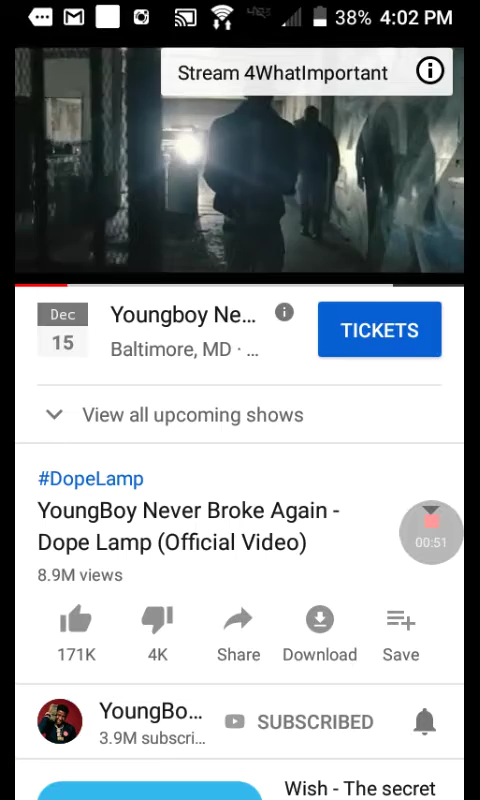 38% 4:02 PM
Stream 4WhatImportant
Dec
15
Youngboy Ne...
Baltimore, MD · ...
TICKETS
View all upcoming shows
#DopeLamp
YoungBoy Never Broke Again -
Dope Lamp (Official Video)
00:51
8.9M views
171K
4K
Share
Download
Save
YoungBo...
3.9M subscri...
SUBSCRIBED
Wish - The secret